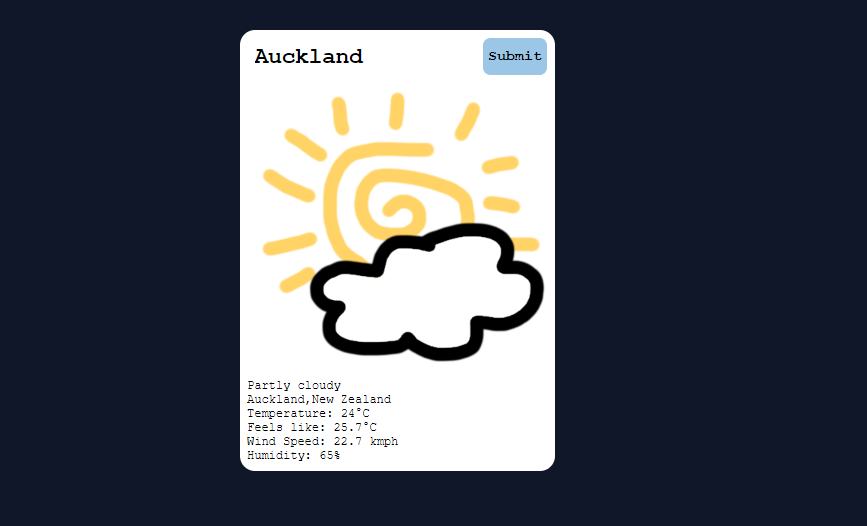 Auckland
Submit
Partly cloudy
Auckland,New Zealand
Temperature: 24°C
Feels like: 25.7°C
Wind Speed: 22.7 kmph
Humidity: 65%